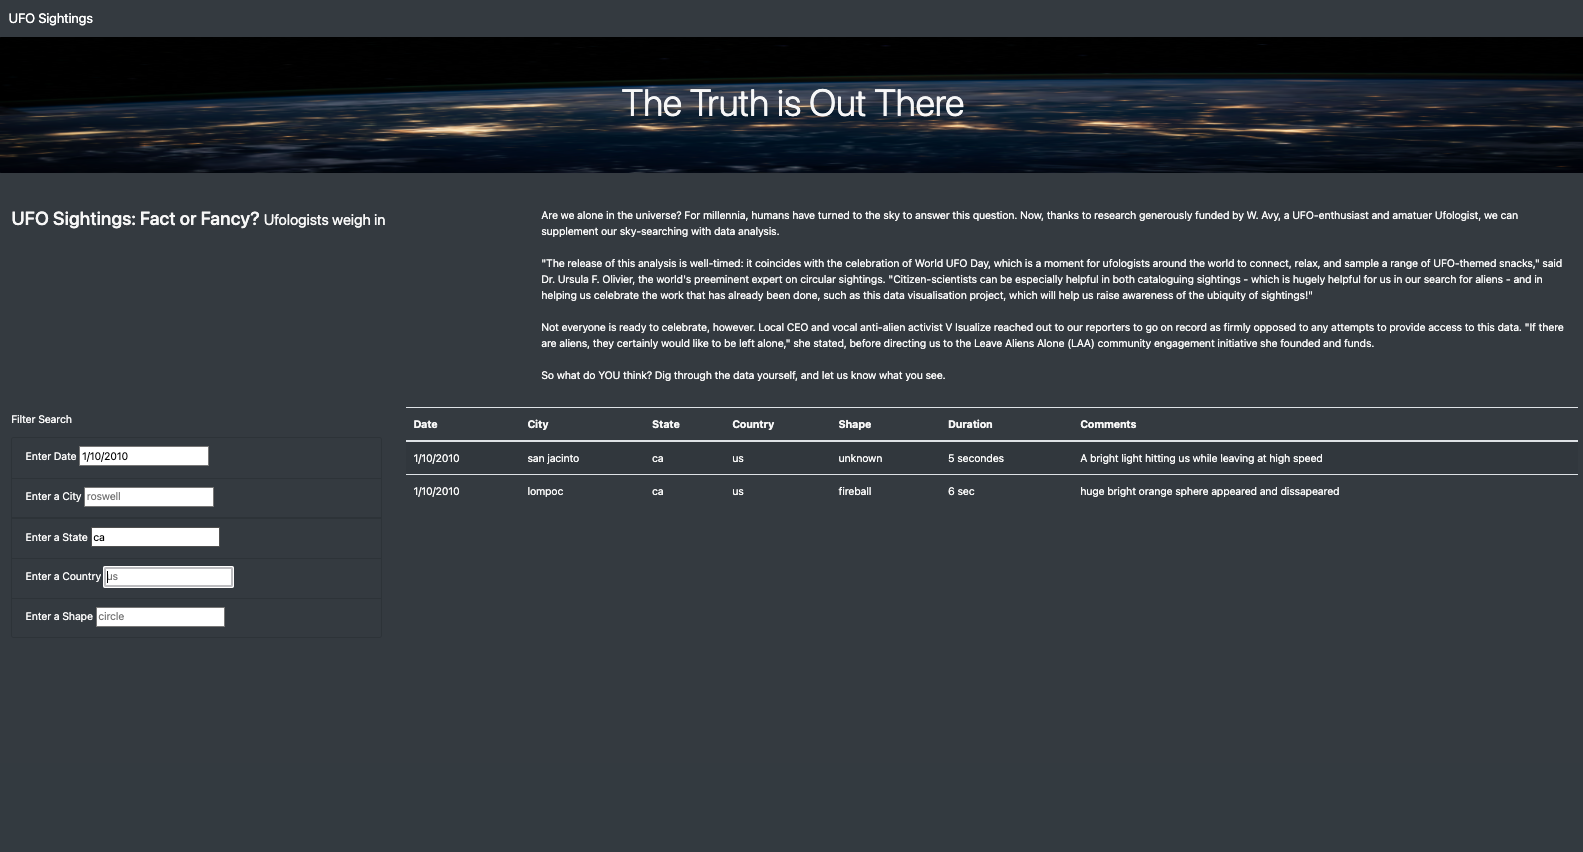 UFO Sightings
The Truth is Out There
UFO Sightings: Fact or Fancy? Ufologists weigh in
Are we alone in the universe? For millennia, humans have turned to the sky to answer this question. Now, thanks to research generously funded by W. Avy, a UFO-enthusiast and amatuer Ufologist, we can
supplement our sky-searching with data analysis.
"The release of this analysis is well-timed: it coincides with the celebration of World UFO Day, which is a moment for ufologists around the world to connect, relax, and sample a range of UFO-themed snacks," said
Dr. Ursula F. Olivier, the world's preeminent expert on circular sightings. "Citizen-scientists can be especially helpful in both cataloguing sightings - which is hugely helpful for us in our search for aliens - and in
helping us celebrate the work that has already been done, such as this data visualisation project, which will help us raise awareness of the ubiquity of sightings!"
Not everyone is ready to celebrate, however. Local CEO and vocal anti-alien activist V Isualize reached out to our reporters to go on record as firmly opposed to any attempts to provide access to this data. "If there
are aliens, they certainly would like to be left alone," she stated, before directing us to the Leave Aliens Alone (LAA) community engagement initiative she founded and funds.
So what do YOU think? Dig through the data yourself, and let us know what you see.
Filter Search
Enter Date 1/10/2010
Enter a City roswell
Enter a State ca
Enter a Country us
Enter a Shape circle
Date City State Country Shape Duration Comments
1/10/2010 san jacinto ca us unknown 5 secondes A bright light hitting us while leaving at high speed
1/10/2010 lompoc ca us fireball 6 sec huge bright orange sphere appeared and dissapeared